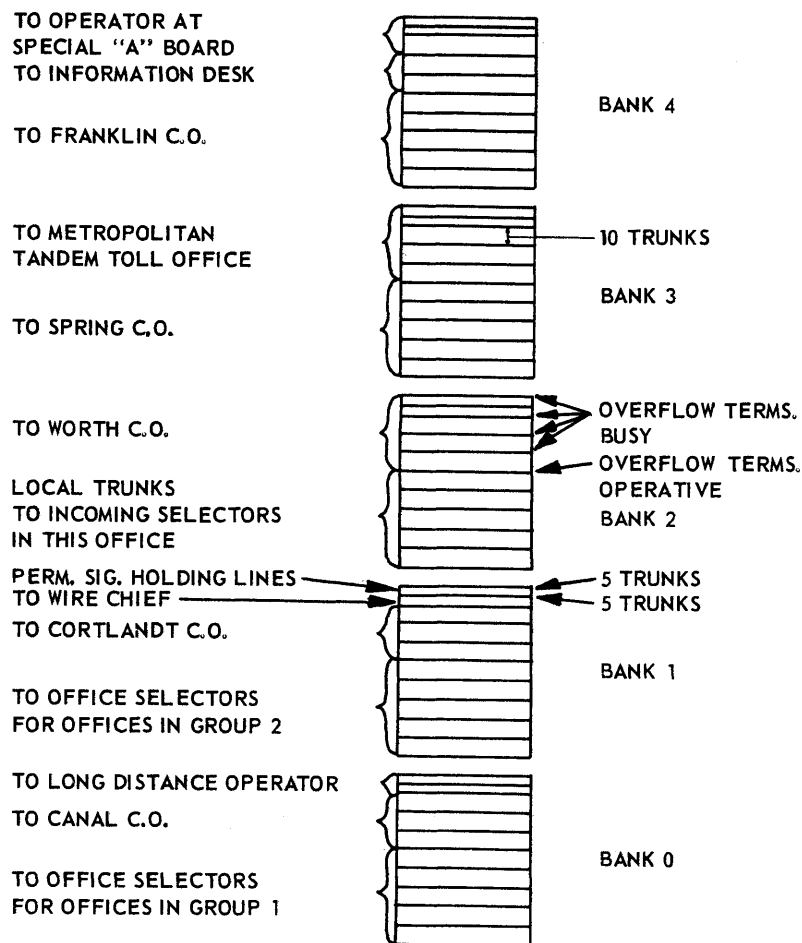 TO OPERATOR AT
SPECIAL "A" BOARD
TO INFORMATION DESK
BANK 4
TO FRANKLIN C.O.
TO METROPOLITAN
TANDEM TOLL OFFICE
10 TRUNKS
BANK 3
TO SPRING C.O.
TO WORTH C.O.
OVERFLOW TERMS.
BUSY
OVERFLOW TERMS.
OPERATIVE
BANK 2
LOCAL TRUNKS
TO INCOMING SELECTORS
IN THIS OFFICE
PERM. SIG. HOLDING LINES
5 TRUNKS
TO WIRE CHIEF
5 TRUNKS
TO CORTLANDT C.O.
BANK 1
TO OFFICE SELECTORS
FOR OFFICES IN GROUP 2
TO LONG DISTANCE OPERATOR
TO CANAL C.O.
BANK 0
TO OFFICE SELECTORS
FOR OFFICES IN GROUP 1